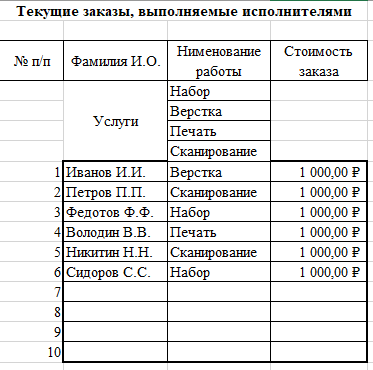 Текущие заказы, выполняемые исполнителями
№ п/п Фамилия И.О. Нименование работы Стоимость заказа
Услуги
Набор
Верстка
Печать
Сканирование
1 Иванов И.И. Верстка 1 000,00 ₽
2 Петров П.П. Сканирование 1 000,00 ₽
3 Федотов Ф.Ф. Набор 1 000,00 ₽
4 Володин В.В. Печать 1 000,00 ₽
5 Никитин Н.Н. Сканирование 1 000,00 ₽
6 Сидоров С.С. Набор 1 000,00 ₽
7
8
9
10